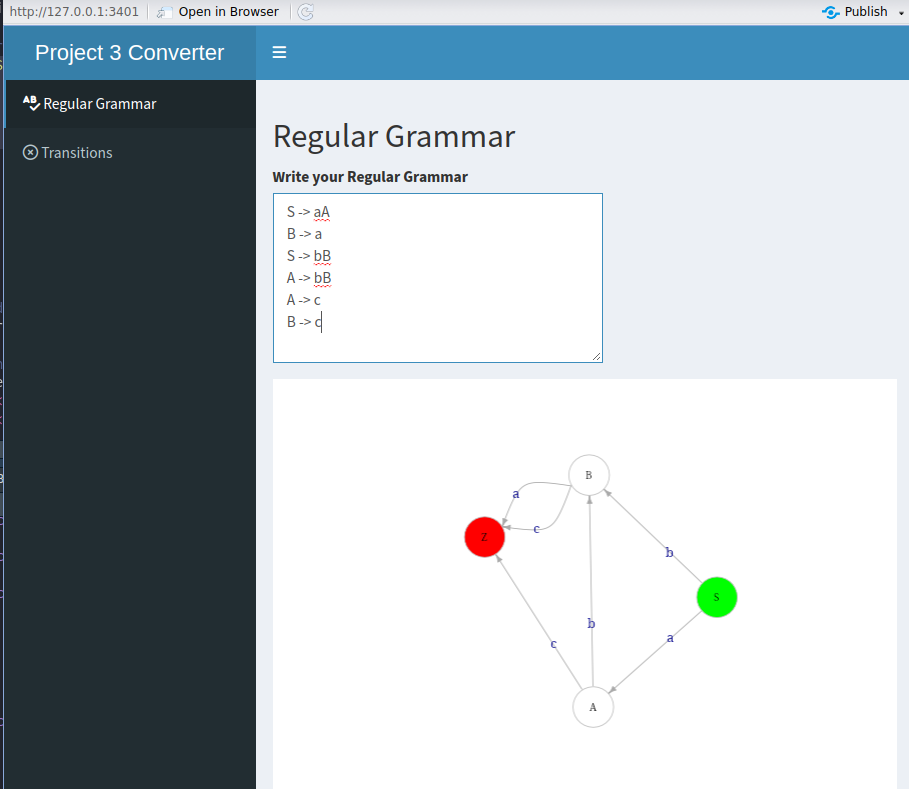 http://127.0.0.1:3401 Open in Browser Publish
Project 3 Converter
Regular Grammar
Transitions
Regular Grammar
Write your Regular Grammar
S -> aA
B -> a
S -> bB
A -> bB
A -> c
B -> c
B
a
c
Z
b
S
b
a
c
A